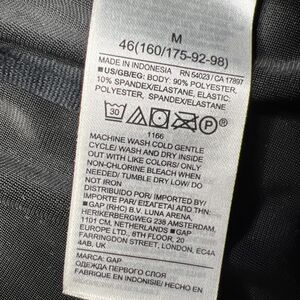 M
46(160/175-92-98)
MADE IN INDONESIA RN 54023 / CA 17897
■US/GB/EG: BODY: 90% POLYESTER,
10% SPANDEX/ELASTANE, ELASTIC:
POLYESTER, SPANDEX/ELASTANE
30 P
1166
MACHINE WASH COLD GENTLE
CYCLE/ WASH AND DRY INSIDE
OUT WITH LIKE COLORS/ ONLY
NON-CHLORINE BLEACH WHEN
NEEDED/ TUMBLE DRY LOW/ DO
NOT IRON
DISTRIBUIDO POR/ IMPORTED BY/
IMPORTÉ PAR/ ΕΙΣΑΓΕΤΑΙ ΑΠΟ ΤΗΝ:
■GAP (RHC) B.V. LUNA ARENA,
HERIKERBERGWEG 238 AMSTERDAM,
1101 CM, NETHERLANDS ■GAP
EUROPE LTD., 6TH FLOOR, 20
FARRINGDON STREET, LONDON, EC4A
4AB, UK
MARCA: GAP
ОДЕЖДА ПЕРВОГО СЛОЯ
FABRIQUÉ EN INDONÉSIE/ HECHO EN